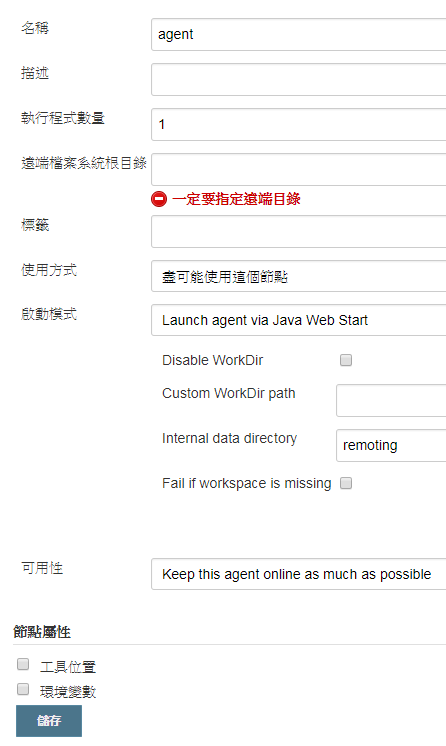 名稱 agent
描述
執行程式數量 1
遠端檔案系統根目錄
一定要指定遠端目錄
標籤
使用方式 盡可能使用這個節點
啟動模式 Launch agent via Java Web Start
Disable WorkDir
Custom WorkDir path
Internal data directory remoting
Fail if workspace is missing
可用性 Keep this agent online as much as possible
節點屬性
工具位置
環境變數
儲存